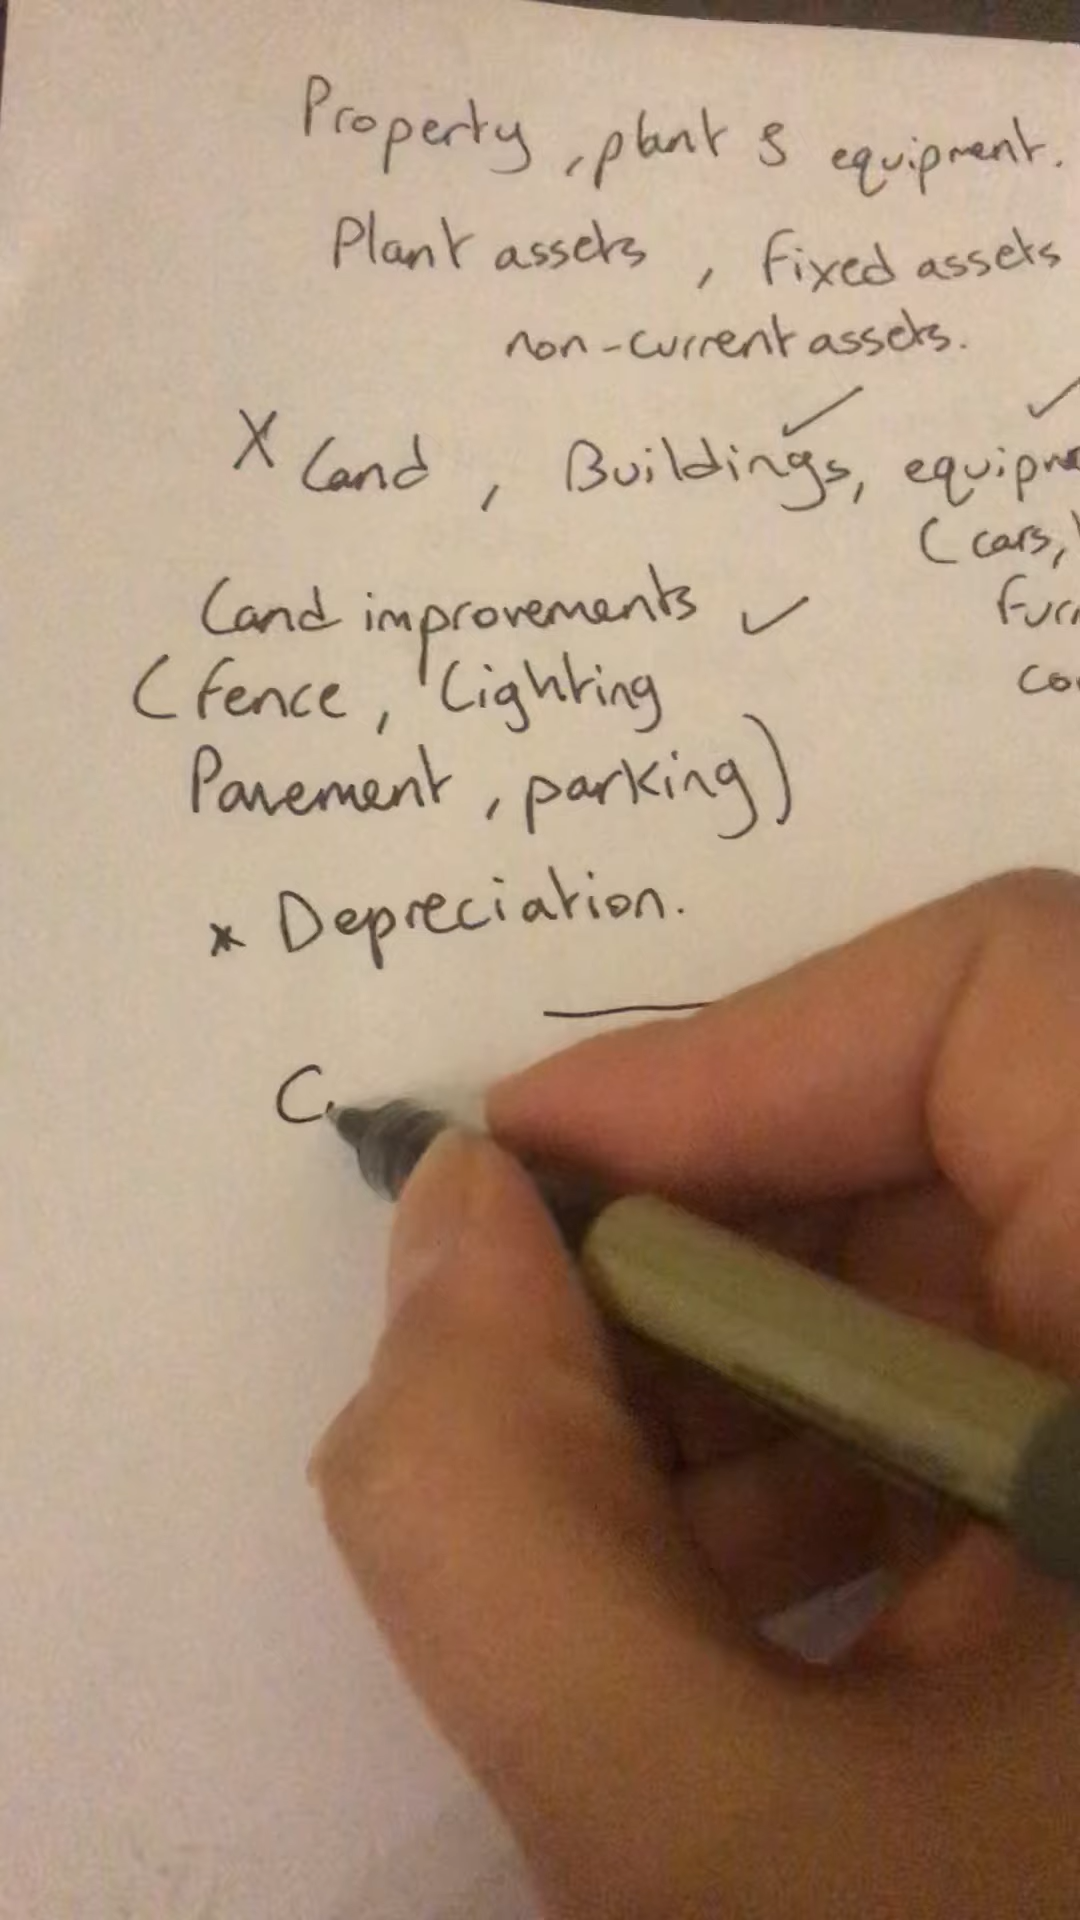 Property, plant & equipment.
Plant assets, Fixed assets
non-current assets.
X Land, Buildings, ✓ ✓
(cars,
Land improvements ✓
(fence, Lighting
Pavement, parking)
* Depreciation.
C